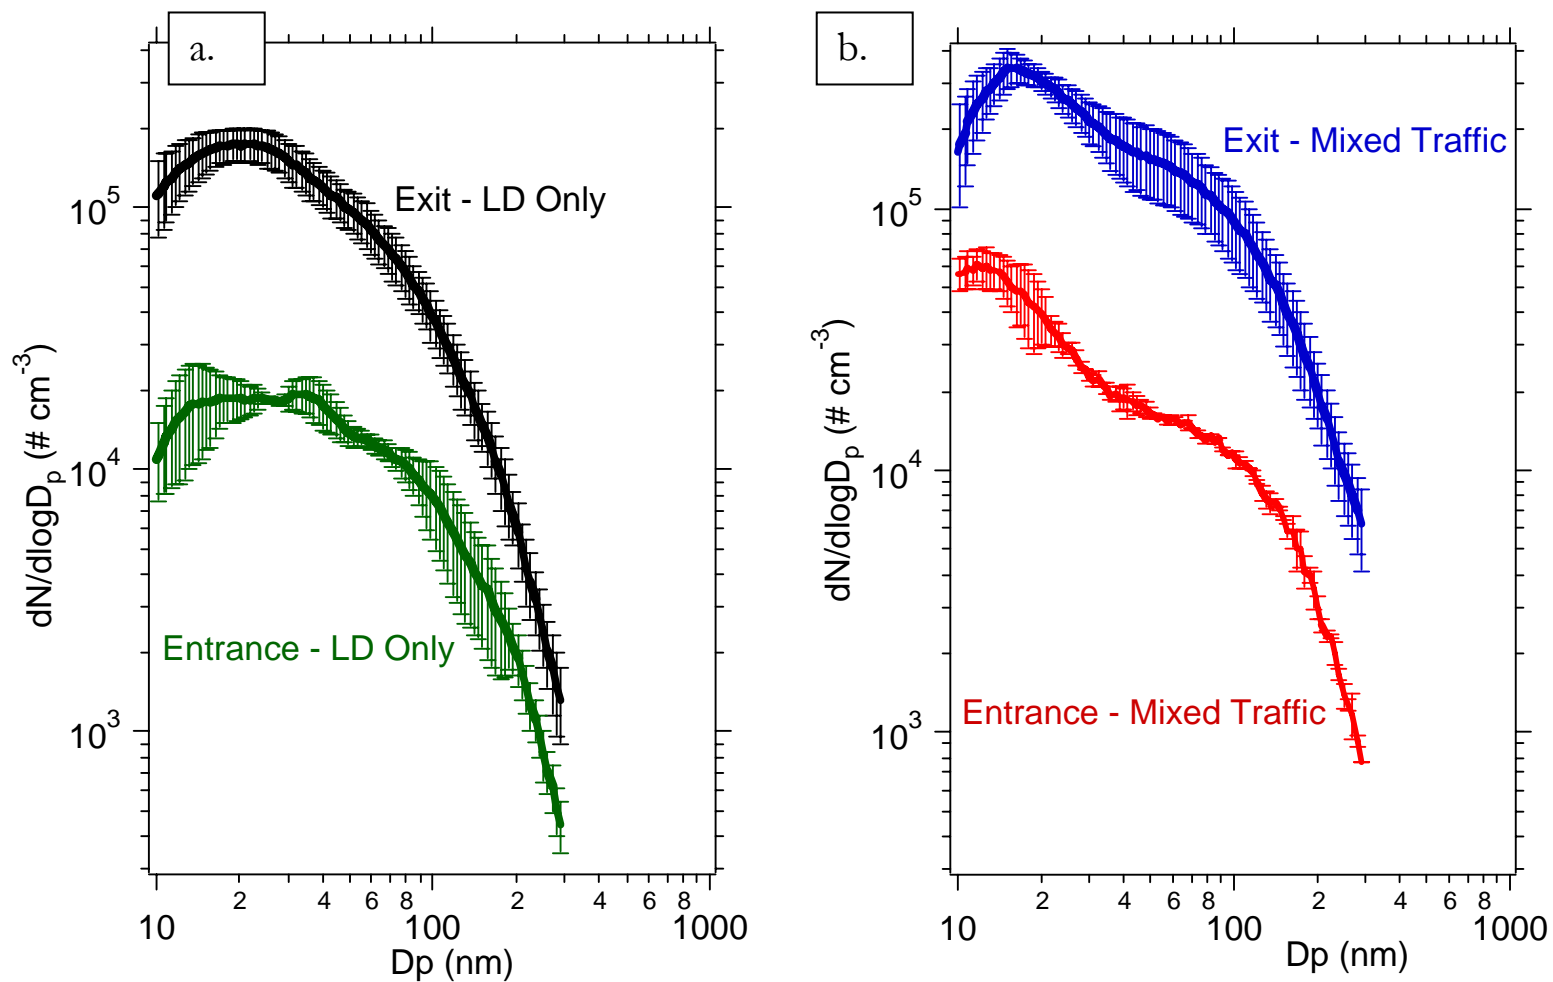 a.
10^5
10^4
10^3
dN/dlogD_p (# cm^-3)
Exit - LD Only
Entrance - LD Only
2 4 6 8 2 4 6 8
10 100 1000
Dp (nm)
b.
10^5
10^4
10^3
dN/dlogD_p (# cm^-3)
Exit - Mixed Traffic
Entrance - Mixed Traffic
2 4 6 8 2 4 6 8
10 100 1000
Dp (nm)